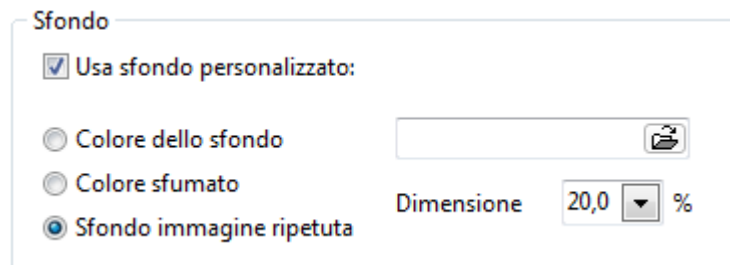 Sfondo
Usa sfondo personalizzato:
Colore dello sfondo
Colore sfumato
Dimensione 20,0 %
Sfondo immagine ripetuta